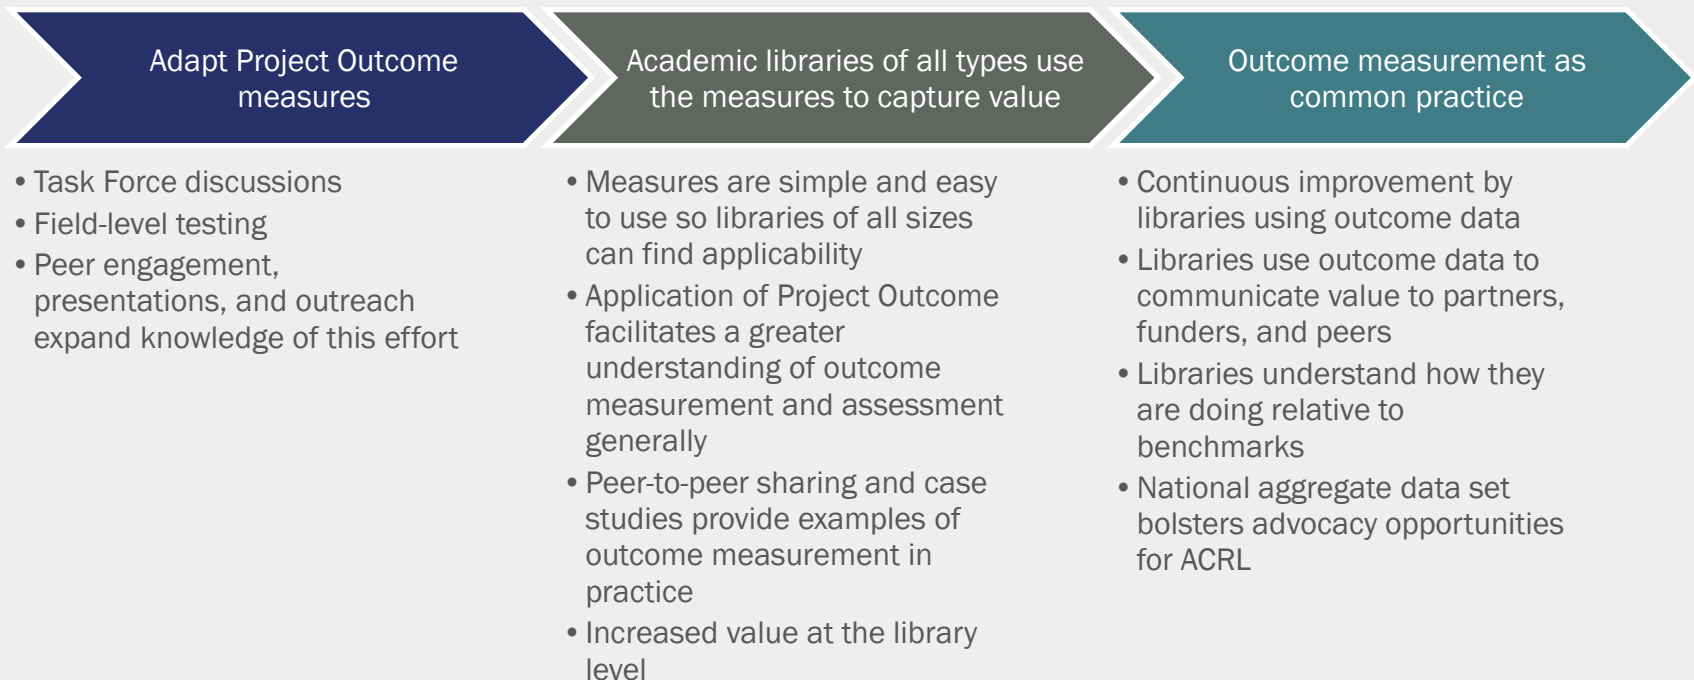 Adapt Project Outcome
measures
Academic libraries of all types use
the measures to capture value
Outcome measurement as
common practice
• Task Force discussions
• Field-level testing
• Peer engagement,
presentations, and outreach
expand knowledge of this effort
• Measures are simple and easy
to use so libraries of all sizes
can find applicability
• Application of Project Outcome
facilitates a greater
understanding of outcome
measurement and assessment
generally
• Peer-to-peer sharing and case
studies provide examples of
outcome measurement in
practice
• Increased value at the library
level
• Continuous improvement by
libraries using outcome data
• Libraries use outcome data to
communicate value to partners,
funders, and peers
• Libraries understand how they
are doing relative to
benchmarks
• National aggregate data set
bolsters advocacy opportunities
for ACRL